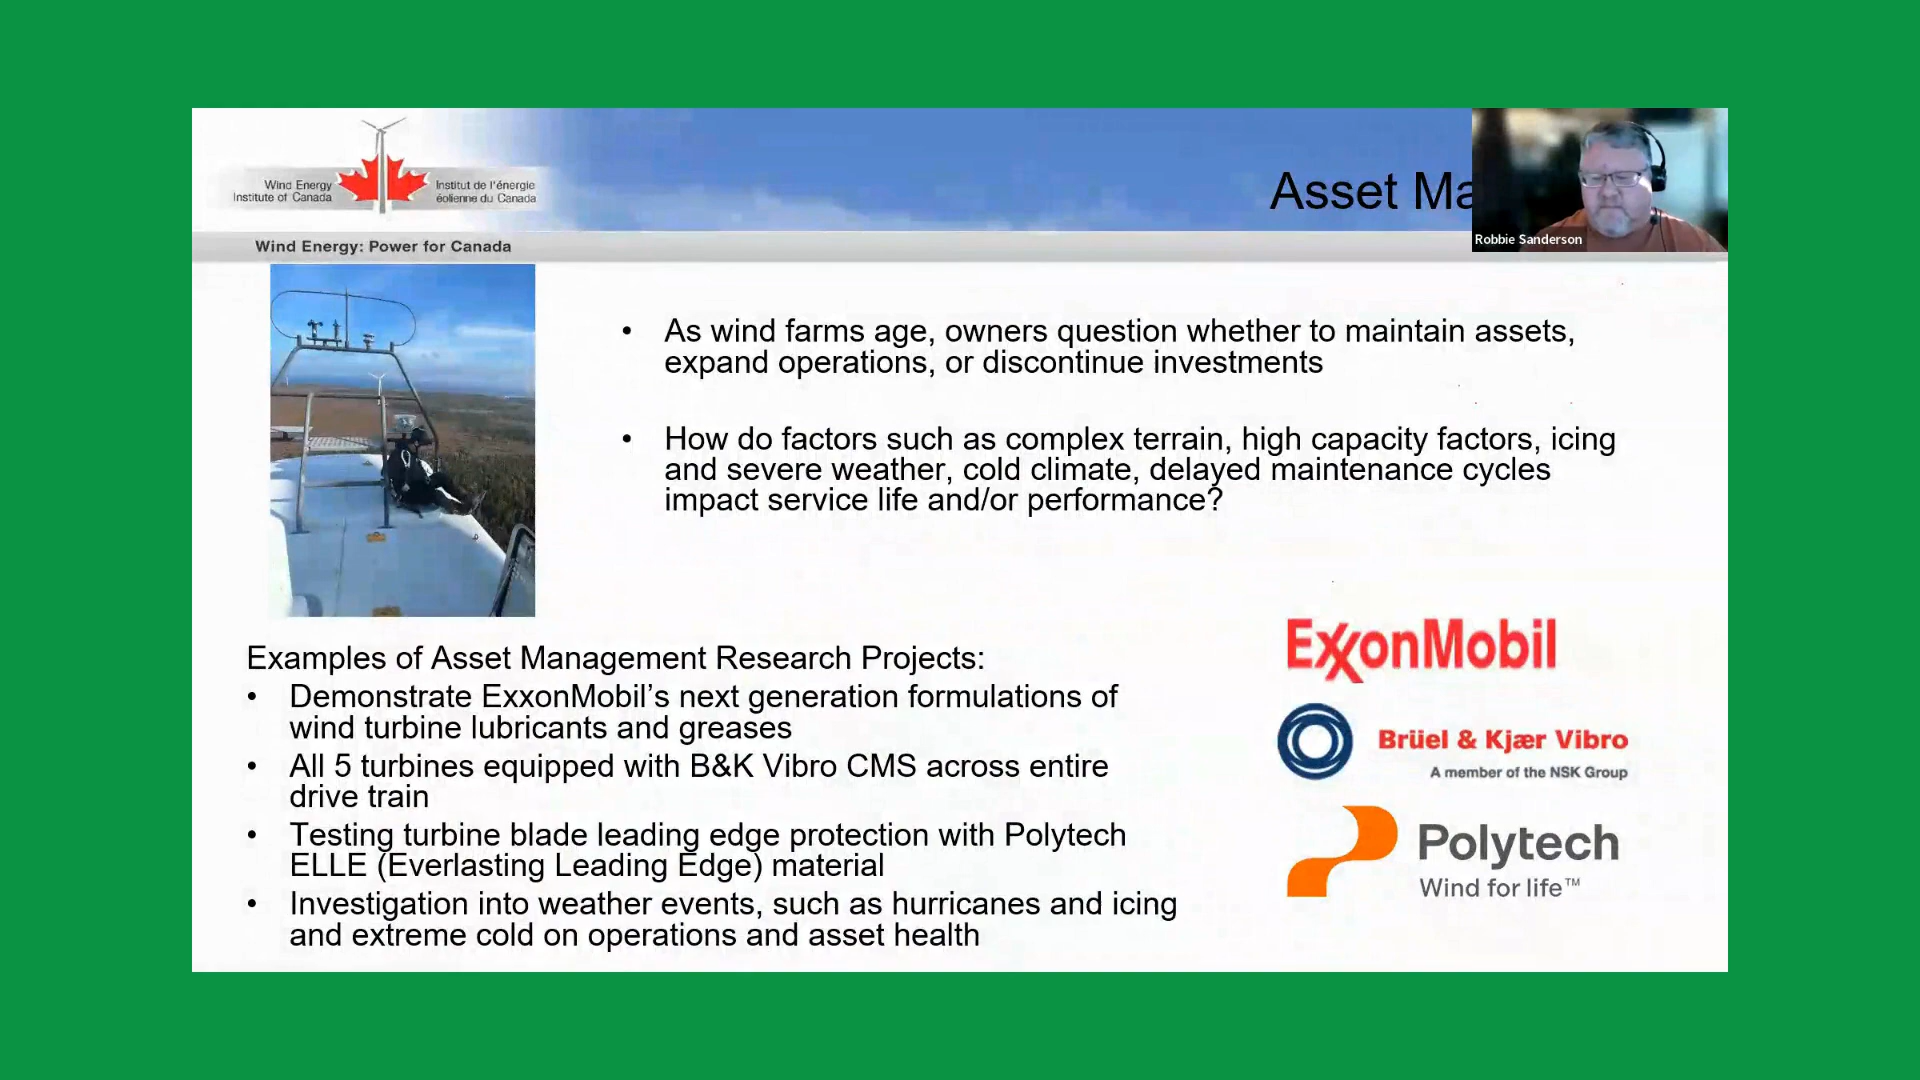 Wind Energy
Institute of Canada
Institut de l'énergie
éolienne du Canada
Asset Ma
Robbie Sanderson
Wind Energy: Power for Canada
• As wind farms age, owners question whether to maintain assets,
expand operations, or discontinue investments
• How do factors such as complex terrain, high capacity factors, icing
and severe weather, cold climate, delayed maintenance cycles
impact service life and/or performance?
Examples of Asset Management Research Projects:
• Demonstrate ExxonMobil’s next generation formulations of
wind turbine lubricants and greases
• All 5 turbines equipped with B&K Vibro CMS across entire
drive train
• Testing turbine blade leading edge protection with Polytech
ELLE (Everlasting Leading Edge) material
• Investigation into weather events, such as hurricanes and icing
and extreme cold on operations and asset health
ExxonMobil
Brüel & Kjær Vibro
A member of the NSK Group
Polytech
Wind for life™